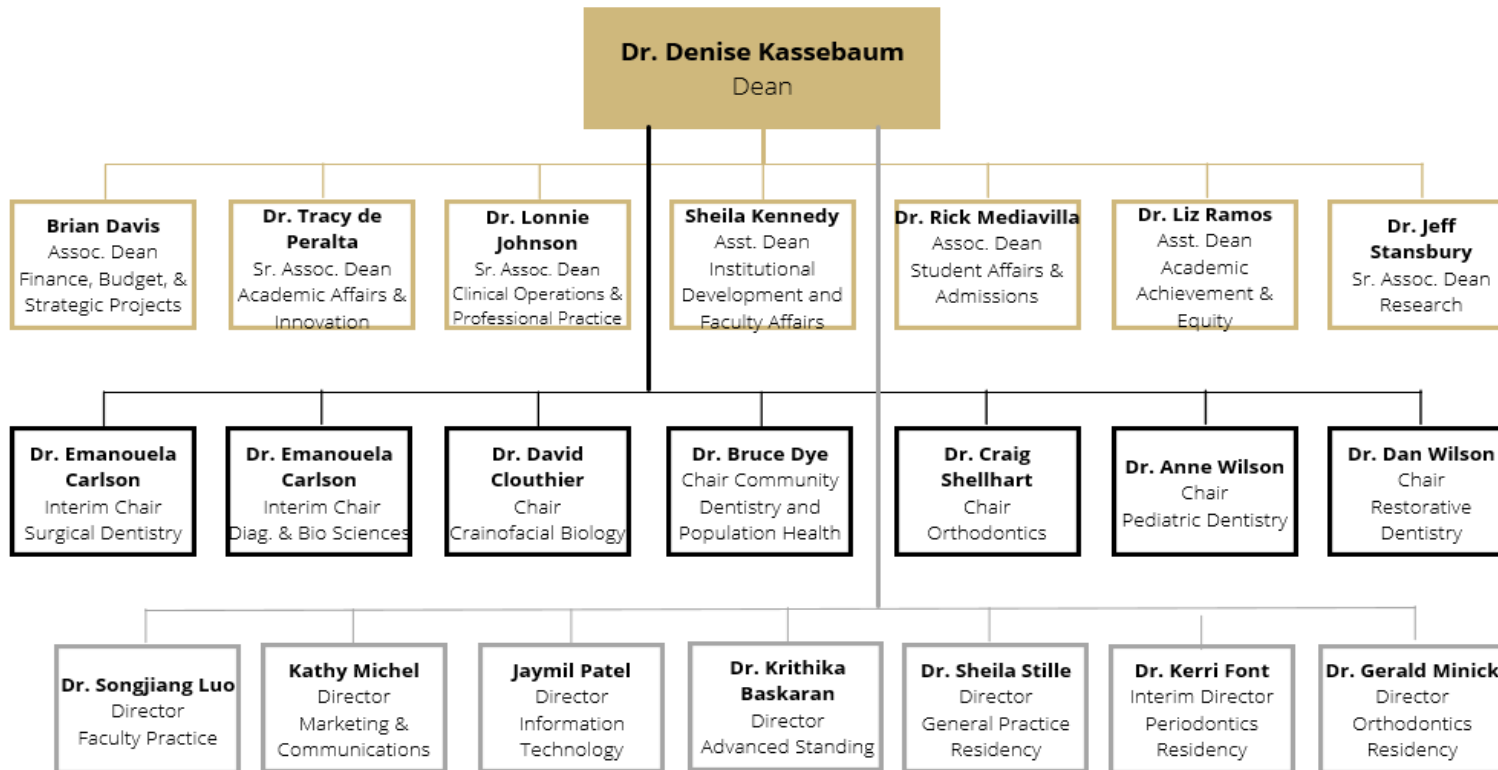 Dr. Denise Kassebaum
Dean
Brian Davis
Assoc. Dean
Finance, Budget, &
Strategic Projects
Dr. Tracy de
Peralta
Sr. Assoc. Dean
Academic Affairs &
Innovation
Dr. Lonnie
Johnson
Sr. Assoc. Dean
Clinical Operations &
Professional Practice
Sheila Kennedy
Asst. Dean
Institutional
Development and
Faculty Affairs
Dr. Rick Mediavilla
Assoc. Dean
Student Affairs &
Admissions
Dr. Liz Ramos
Asst. Dean
Academic
Achievement &
Equity
Dr. Jeff
Stansbury
Sr. Assoc. Dean
Research
Dr. Emanouela
Carlson
Interim Chair
Surgical Dentistry
Dr. Emanouela
Carlson
Interim Chair
Diag. & Bio Sciences
Dr. David
Clouthier
Chair
Crainofacial Biology
Dr. Bruce Dye
Chair Community
Dentistry and
Population Health
Dr. Craig
Shellhart
Chair
Orthodontics
Dr. Anne Wilson
Chair
Pediatric Dentistry
Dr. Dan Wilson
Chair
Restorative
Dentistry
Dr. Songjiang Luo
Director
Faculty Practice
Kathy Michel
Director
Marketing &
Communications
Jaymil Patel
Director
Information
Technology
Dr. Krithika
Baskaran
Director
Advanced Standing
Dr. Sheila Stille
Director
General Practice
Residency
Dr. Kerri Font
Interim Director
Periodontics
Residency
Dr. Gerald Minick
Director
Orthodontics
Residency